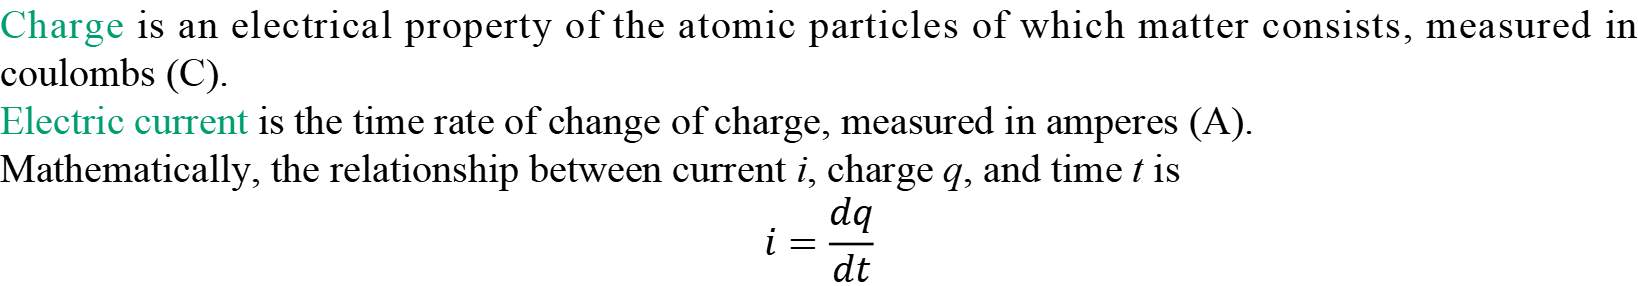 Charge is an electrical property of the atomic particles of which matter consists, measured in
coulombs (C).
Electric current is the time rate of change of charge, measured in amperes (A).
Mathematically, the relationship between current i, charge q, and time t is
i = dq/dt